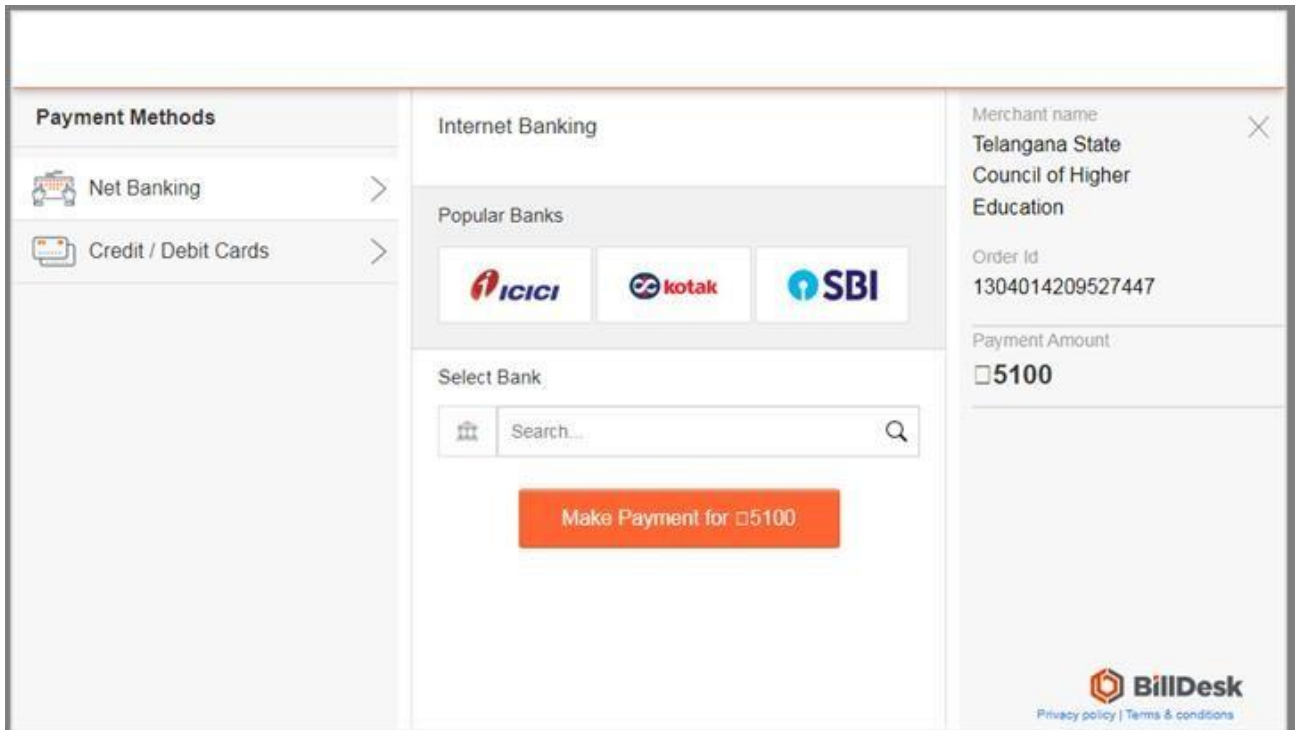 Payment Methods
Net Banking
Credit / Debit Cards
Internet Banking
Popular Banks
ICICI
kotak
SBI
Select Bank
Search...
Make Payment for □5100
Merchant name
Telangana State
Council of Higher
Education
Order Id
1304014209527447
Payment Amount
□5100
BillDesk
Privacy policy | Terms & conditions